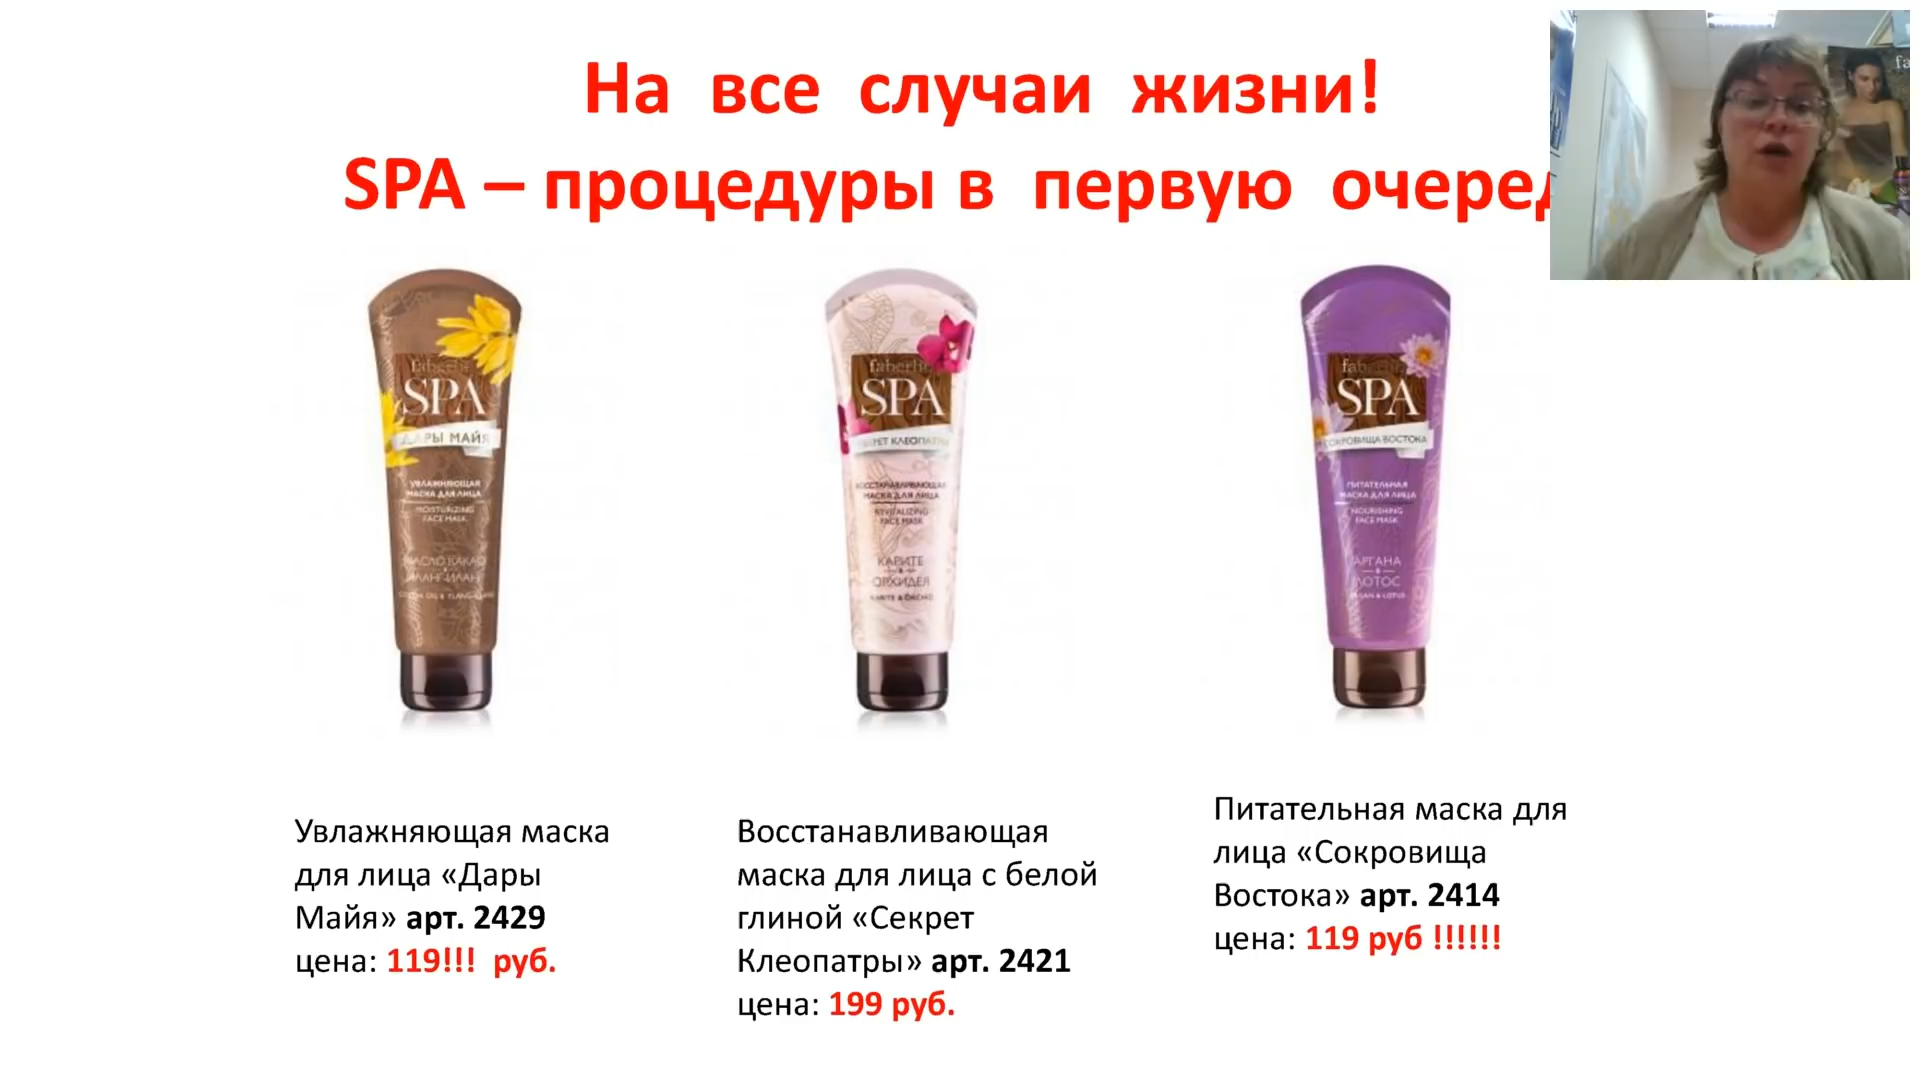 На все случаи жизни!
SPA – процедуры в первую
faberlic
SPA
ДАРЫ МАЙЯ
УВЛАЖНЯЮЩАЯ
МАСКА ДЛЯ ЛИЦА
MOISTURIZING
FACE MASK
МАСЛО КАКАО
ИЛАНГ-ИЛАНГ
SPA
ВОССТАНАВЛИВАЮЩАЯ
МАСКА ДЛЯ ЛИЦА
REVITALIZING
FACE MASK
КАРИТЕ
&
ОРХИДЕЯ
KARITE & ORCHID
SPA
СОКРОВИЩА ВОСТОКА
ПИТАТЕЛЬНАЯ
МАСКА ДЛЯ ЛИЦА
NOURISHING
FACE MASK
АРГАНА
&
ЛОТОС
ARGAN & LOTUS
Увлажняющая маска
для лица «Дары
Майя» арт. 2429
цена: 119!!! руб.
Восстанавливающая
маска для лица с белой
глиной «Секрет
Клеопатры» арт. 2421
цена: 199 руб.
Питательная маска для
лица «Сокровища
Востока» арт. 2414
цена: 119 руб !!!!!!